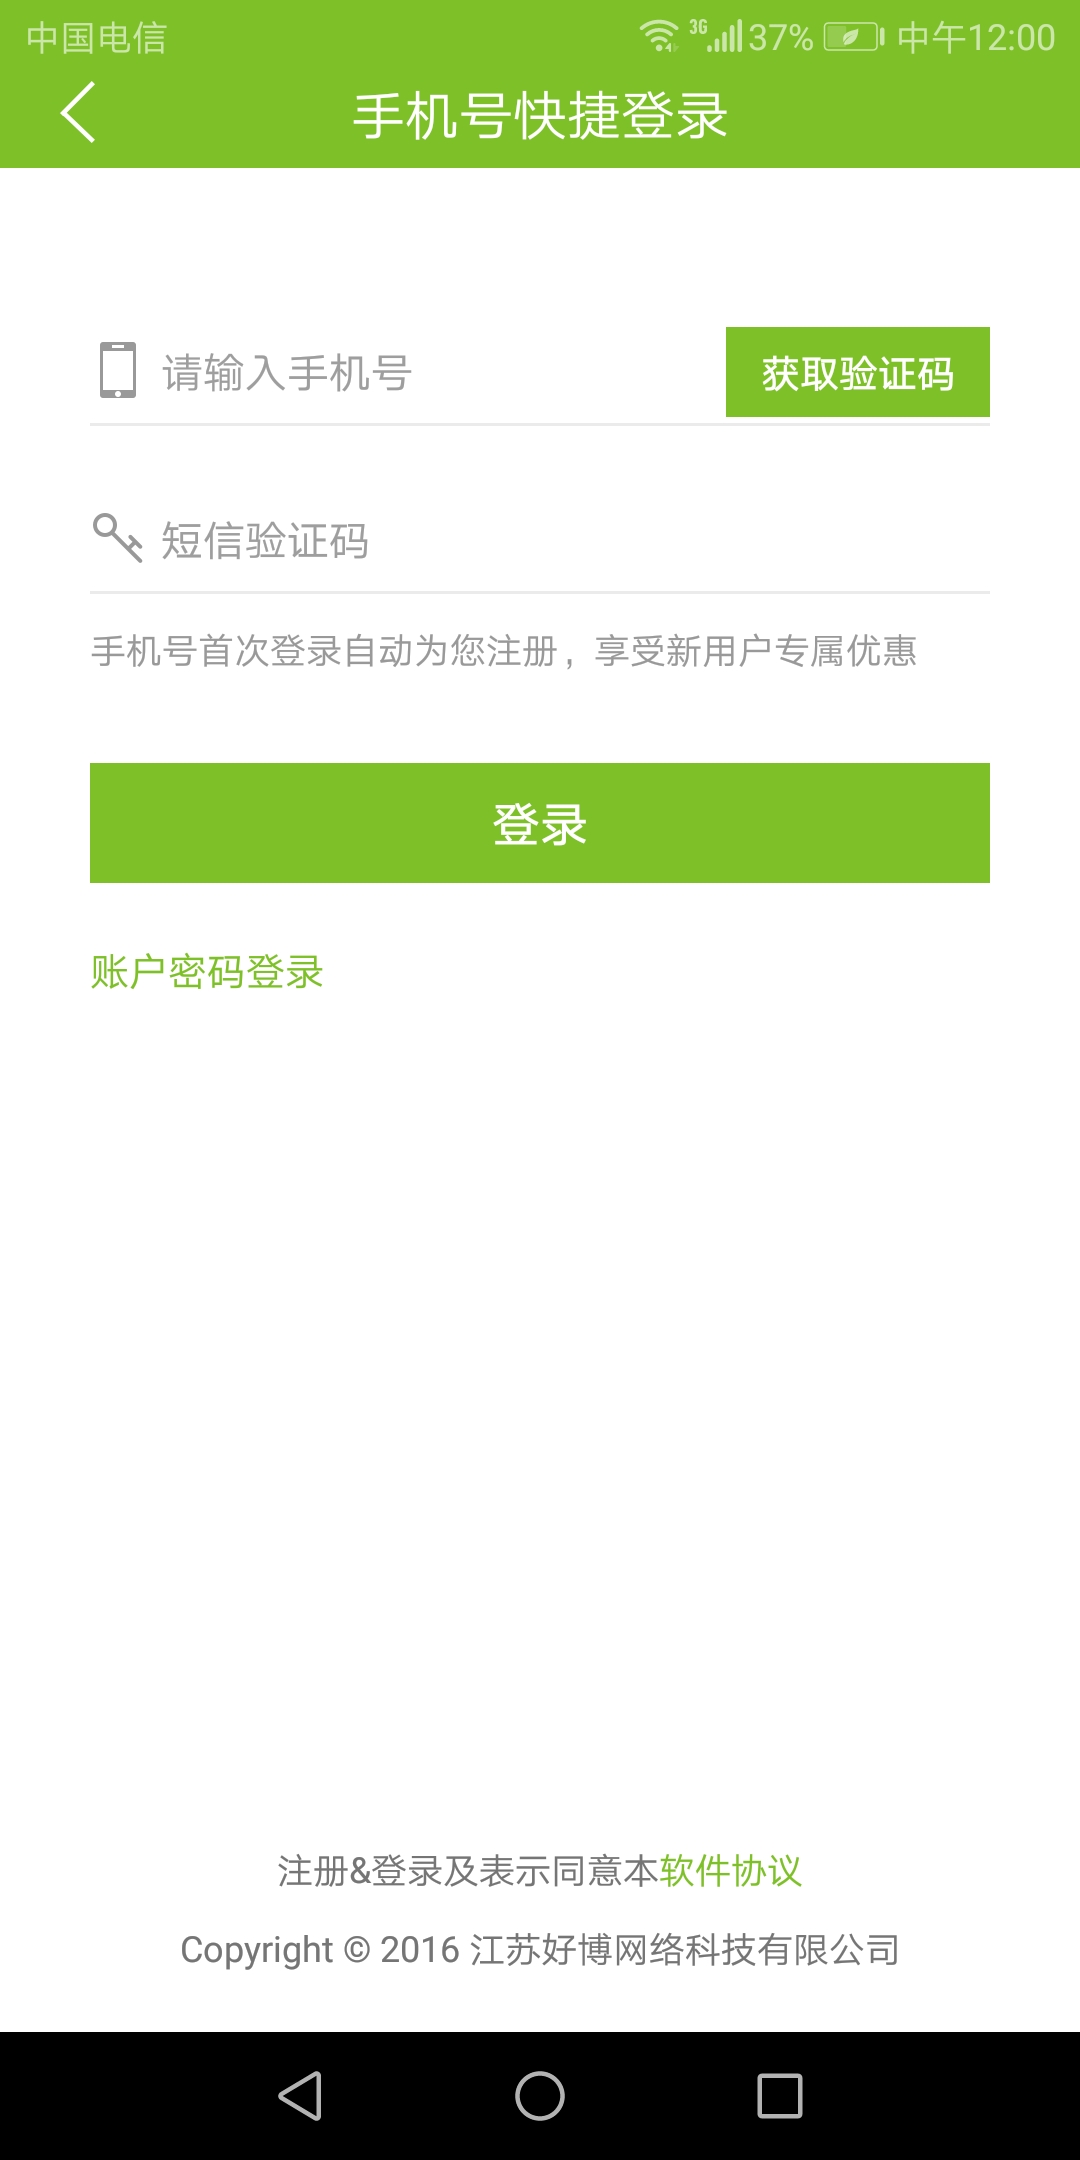 中国电信 3G 37% 中午12:00
手机号快捷登录
请输入手机号 获取验证码
短信验证码
手机号首次登录自动为您注册，享受新用户专属优惠
登录
账户密码登录
注册&登录及表示同意本软件协议
Copyright © 2016 江苏好博网络科技有限公司